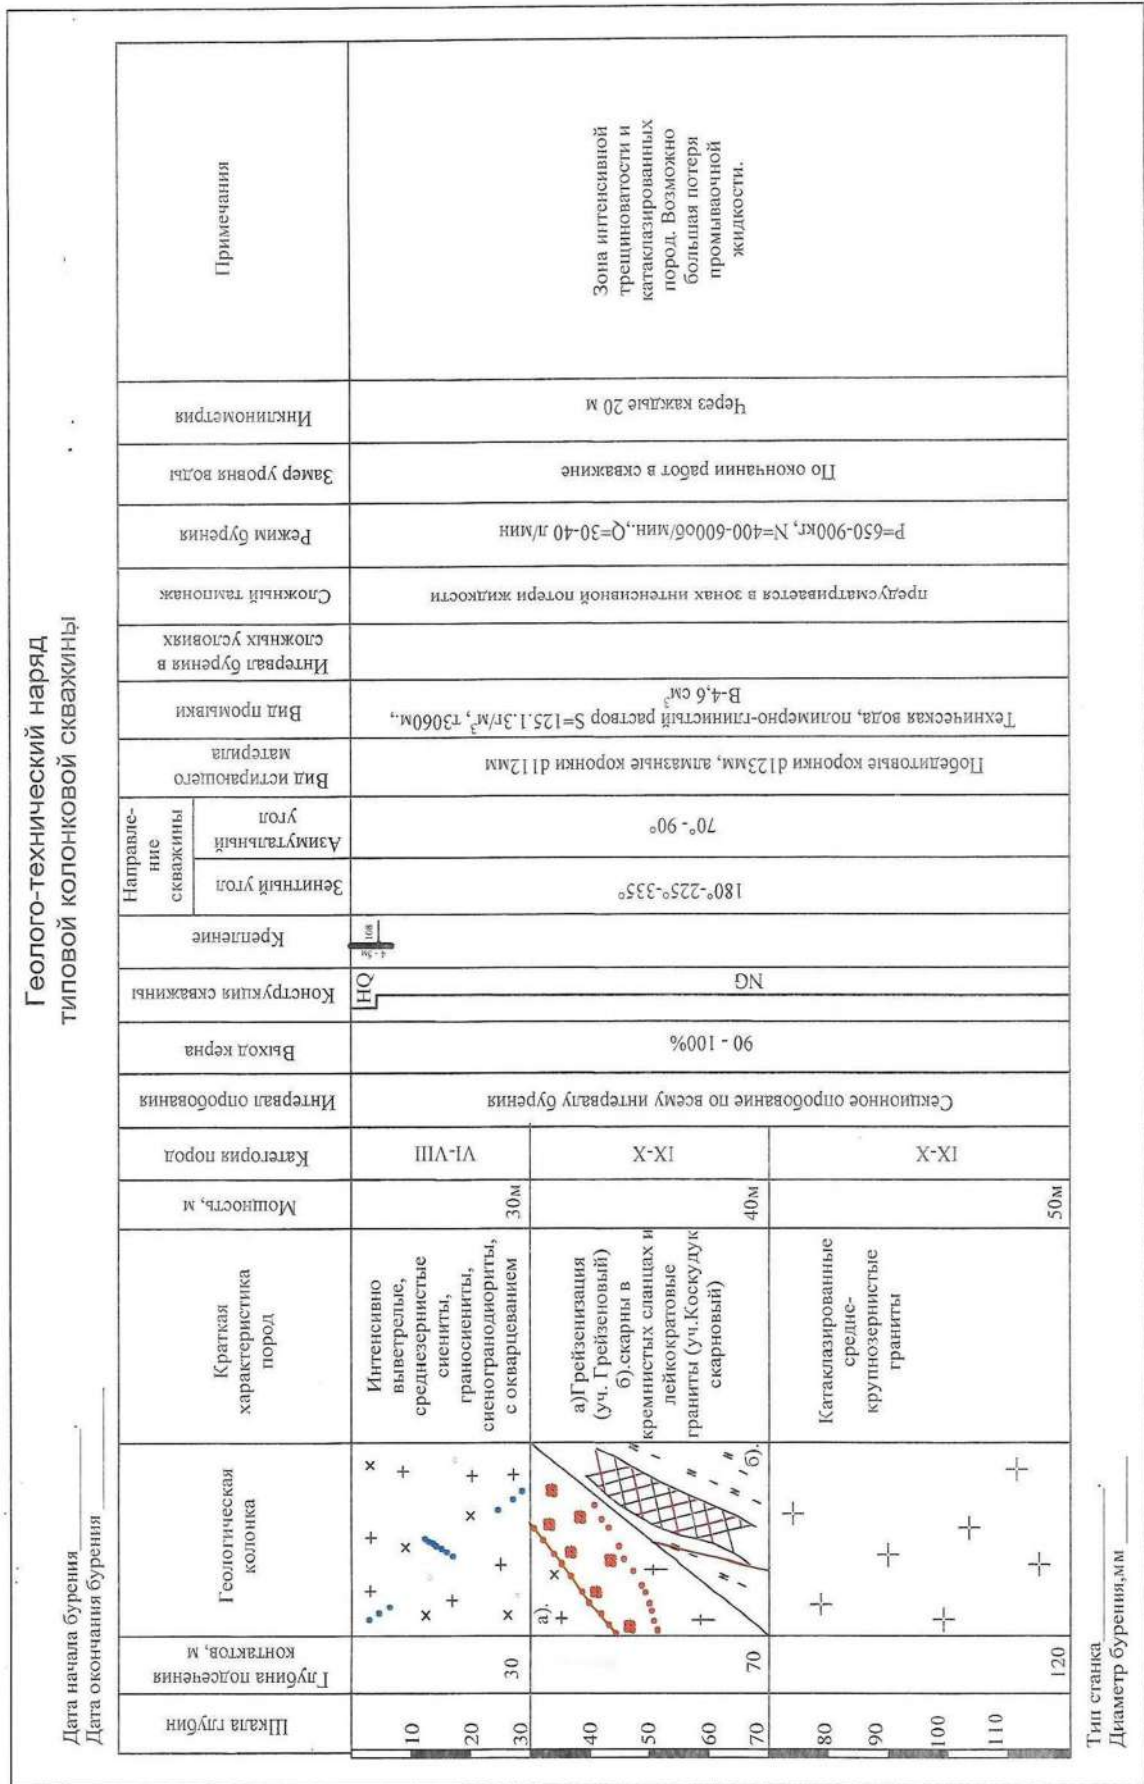 Геолого-технический наряд
типовой колонковой скважины
Дата начала бурения
Дата окончания бурения
Шкала глубин
Глубина подсечения
контактов, м
Геологическая
колонка
Краткая
характеристика
пород
Мощность, м
Категория пород
Интервал опробования
Выход керна
Конструкция скважины
Крепление
Направле-
ние
скважины
Зенитный угол
Азимутальный
угол
Вид истирающего
материла
Вид промывки
Интервал бурения в
сложных условиях
Сложный тампонаж
Режим бурения
Замер уровня воды
Инклинометрия
Примечания
10
20
30
40
50
60
70
80
90
100
110
30
70
120
а).
б).
Интенсивно
выветрелые,
среднезернистые
сиениты,
граносиениты,
сиеногранодиориты,
с окварцеванием
а)Грейзенизация
(уч. Грейзеновый)
б).скарны в
кремнистых сланцах и
лейкократовые
граниты (уч.Коскудук
скарновый)
Катаклазированные
средне-
крупнозернистые
граниты
30м
40м
50м
VI-VIII
IX-X
IX-X
Секционное опробование по всему интервалу бурения
90 - 100%
HQ
NG
4 - 5м
108
180°-225°-335°
70°- 90°
Победитовые коронки d123мм, алмазные коронки d112мм
Техническая вода, полимерно-глинистый раствор S=125.1.3г/м³, т3060м.,
В-4,6 см³
предусматривается в зонах интенсивной потери жидкости
Р=650-900кг, N=400-600об/мин.,Q=30-40 л/мин
По окончании работ в скважине
Через каждые 20 м
Зона интенсивной
трещиноватости и
катаклазированных
пород. Возможно
большая потеря
промываочной
жидкости.
Тип станка
Диаметр бурения,мм